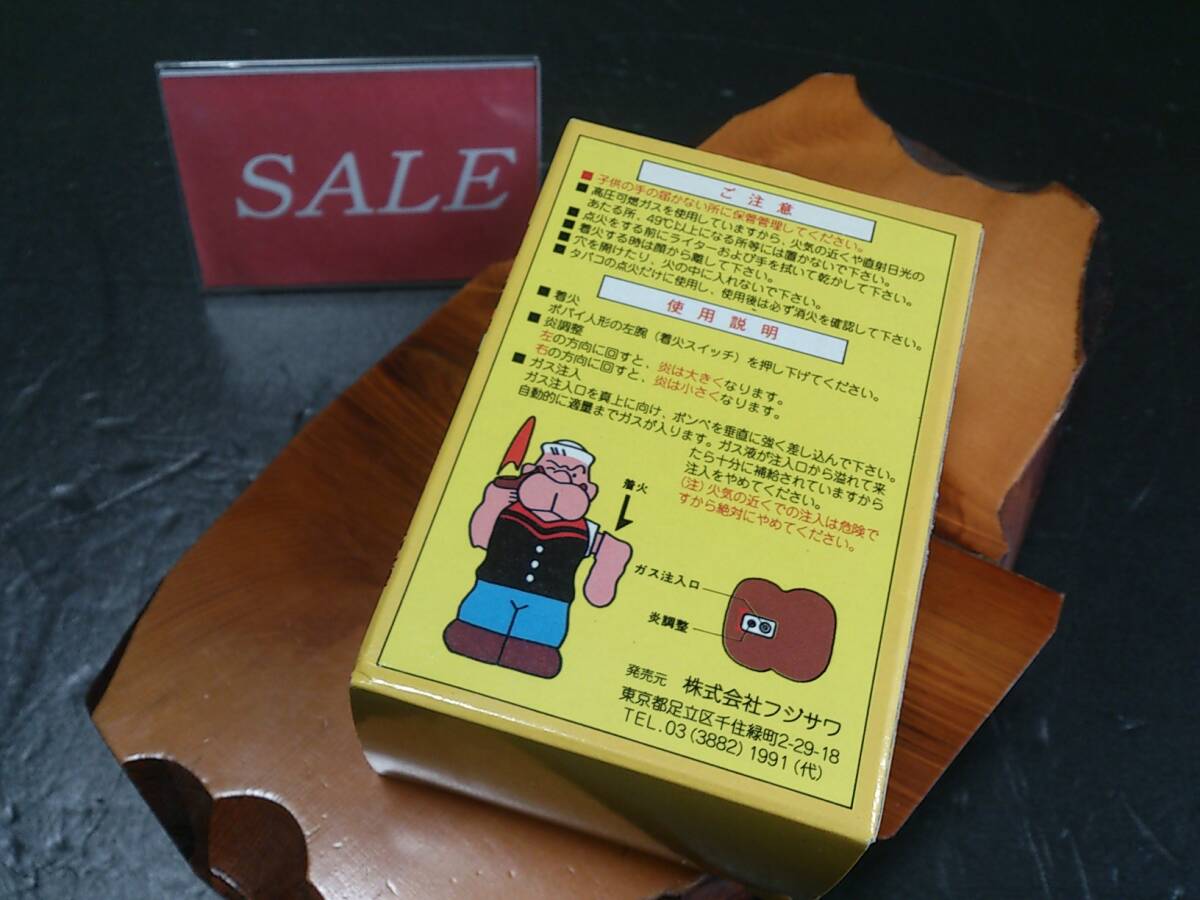 SALE
ご注意
■ 子供の手の届かない所に保管管理してください。
■ 高圧可燃ガスを使用していますから、火気の近くや直射日光の
あたる所、49℃以上になる所等には置かないで下さい。
■ 点火をする前にライターおよび手を拭いて乾かして下さい。
■ 着火する時は顔から離して下さい。
■ 穴を開けたり、火の中に入れないで下さい。
■ タバコの点火だけに使用し、使用後は必ず消火を確認して下さい。
使用説明
■ 着火
ポパイ人形の左腕（着火スイッチ）を押し下げてください。
■ 炎調整
左の方向に回すと、炎は大きくなります。
右の方向に回すと、炎は小さくなります。
■ ガス注入
ガス注入口を真上に向け、ボンベを垂直に強く差し込んで下さい。
自動的に適量までガスが入ります。ガス液が注入口から溢れて来
たら十分に補給されていますから
注入をやめてください。
(注)火気の近くでの注入は危険で
すから絶対にやめてください。
着火
ガス注入口
炎調整
発売元 株式会社フジサワ
東京都足立区千住緑町2-29-18
TEL.03(3882)1991(代)